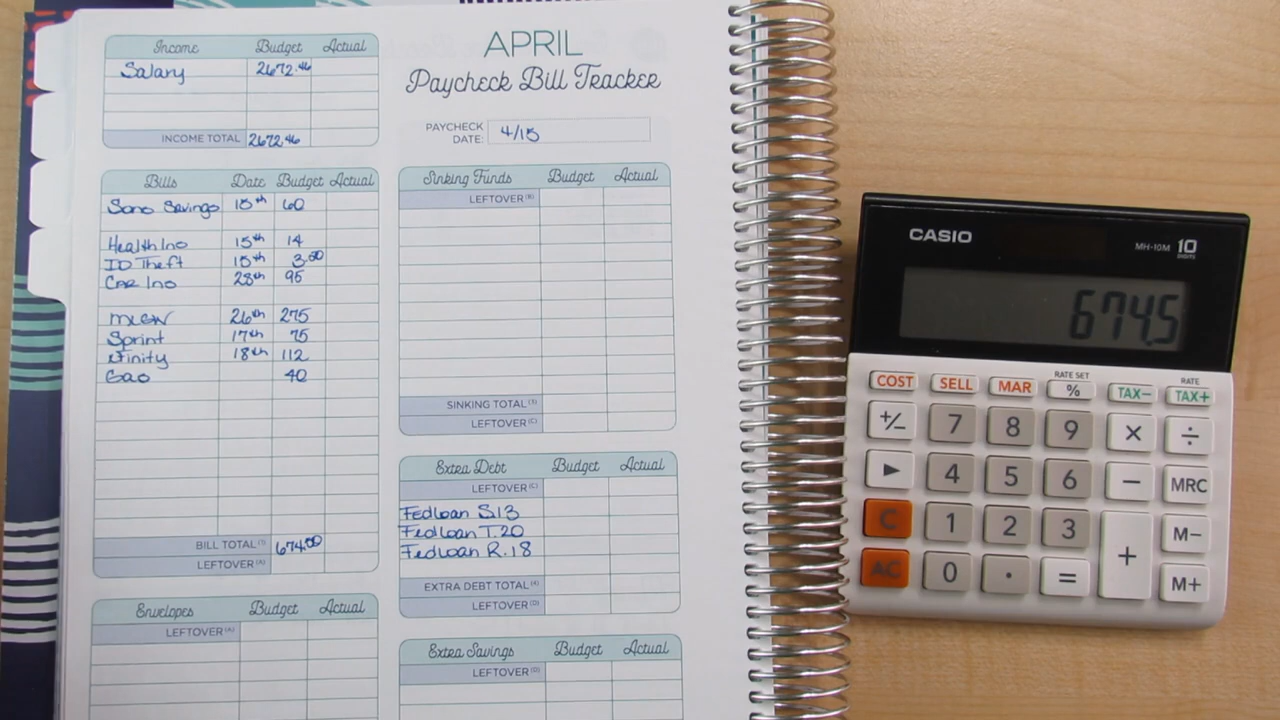 Income Budget Actual
Salary 2672.46
INCOME TOTAL 2672.46
APRIL
Paycheck Bill Tracker
PAYCHECK DATE: 4/15
Bills Date Budget Actual
Sono Savings 15th 60
Health Ins 15th 14
ID Theft 15th 3.50
Car Ins 28th 95
MLGW 26th 275
Sprint 17th 75
xfinity 18th 112
Gas 40
BILL TOTAL (1) 674.00
LEFTOVER (A)
Envelopes Budget Actual
LEFTOVER (A)
Sinking Funds Budget Actual
LEFTOVER (B)
SINKING TOTAL (3)
LEFTOVER (C)
Extra Debt Budget Actual
LEFTOVER (C)
Fedloan S13
Fedloan T.20
Fedloan R.18
EXTRA DEBT TOTAL (4)
LEFTOVER (D)
Extra Savings Budget Actual
LEFTOVER (D)
CASIO
MH-10M 10 DIGITS
674.5
RATE SET RATE
COST SELL MAR % TAX− TAX+
+/− 7 8 9 × ÷
▶ 4 5 6 − MRC
C 1 2 3 + M−
AC 0 · = M+